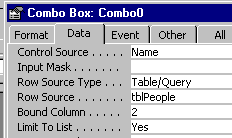 Combo Box: Combo0
Format Data Event Other All
Control Source . . . . . Name
Input Mask . . . . . . . .
Row Source Type . . . Table/Query
Row Source . . . . . . . tblPeople
Bound Column . . . . . 2
Limit To List . . . . . . . Yes